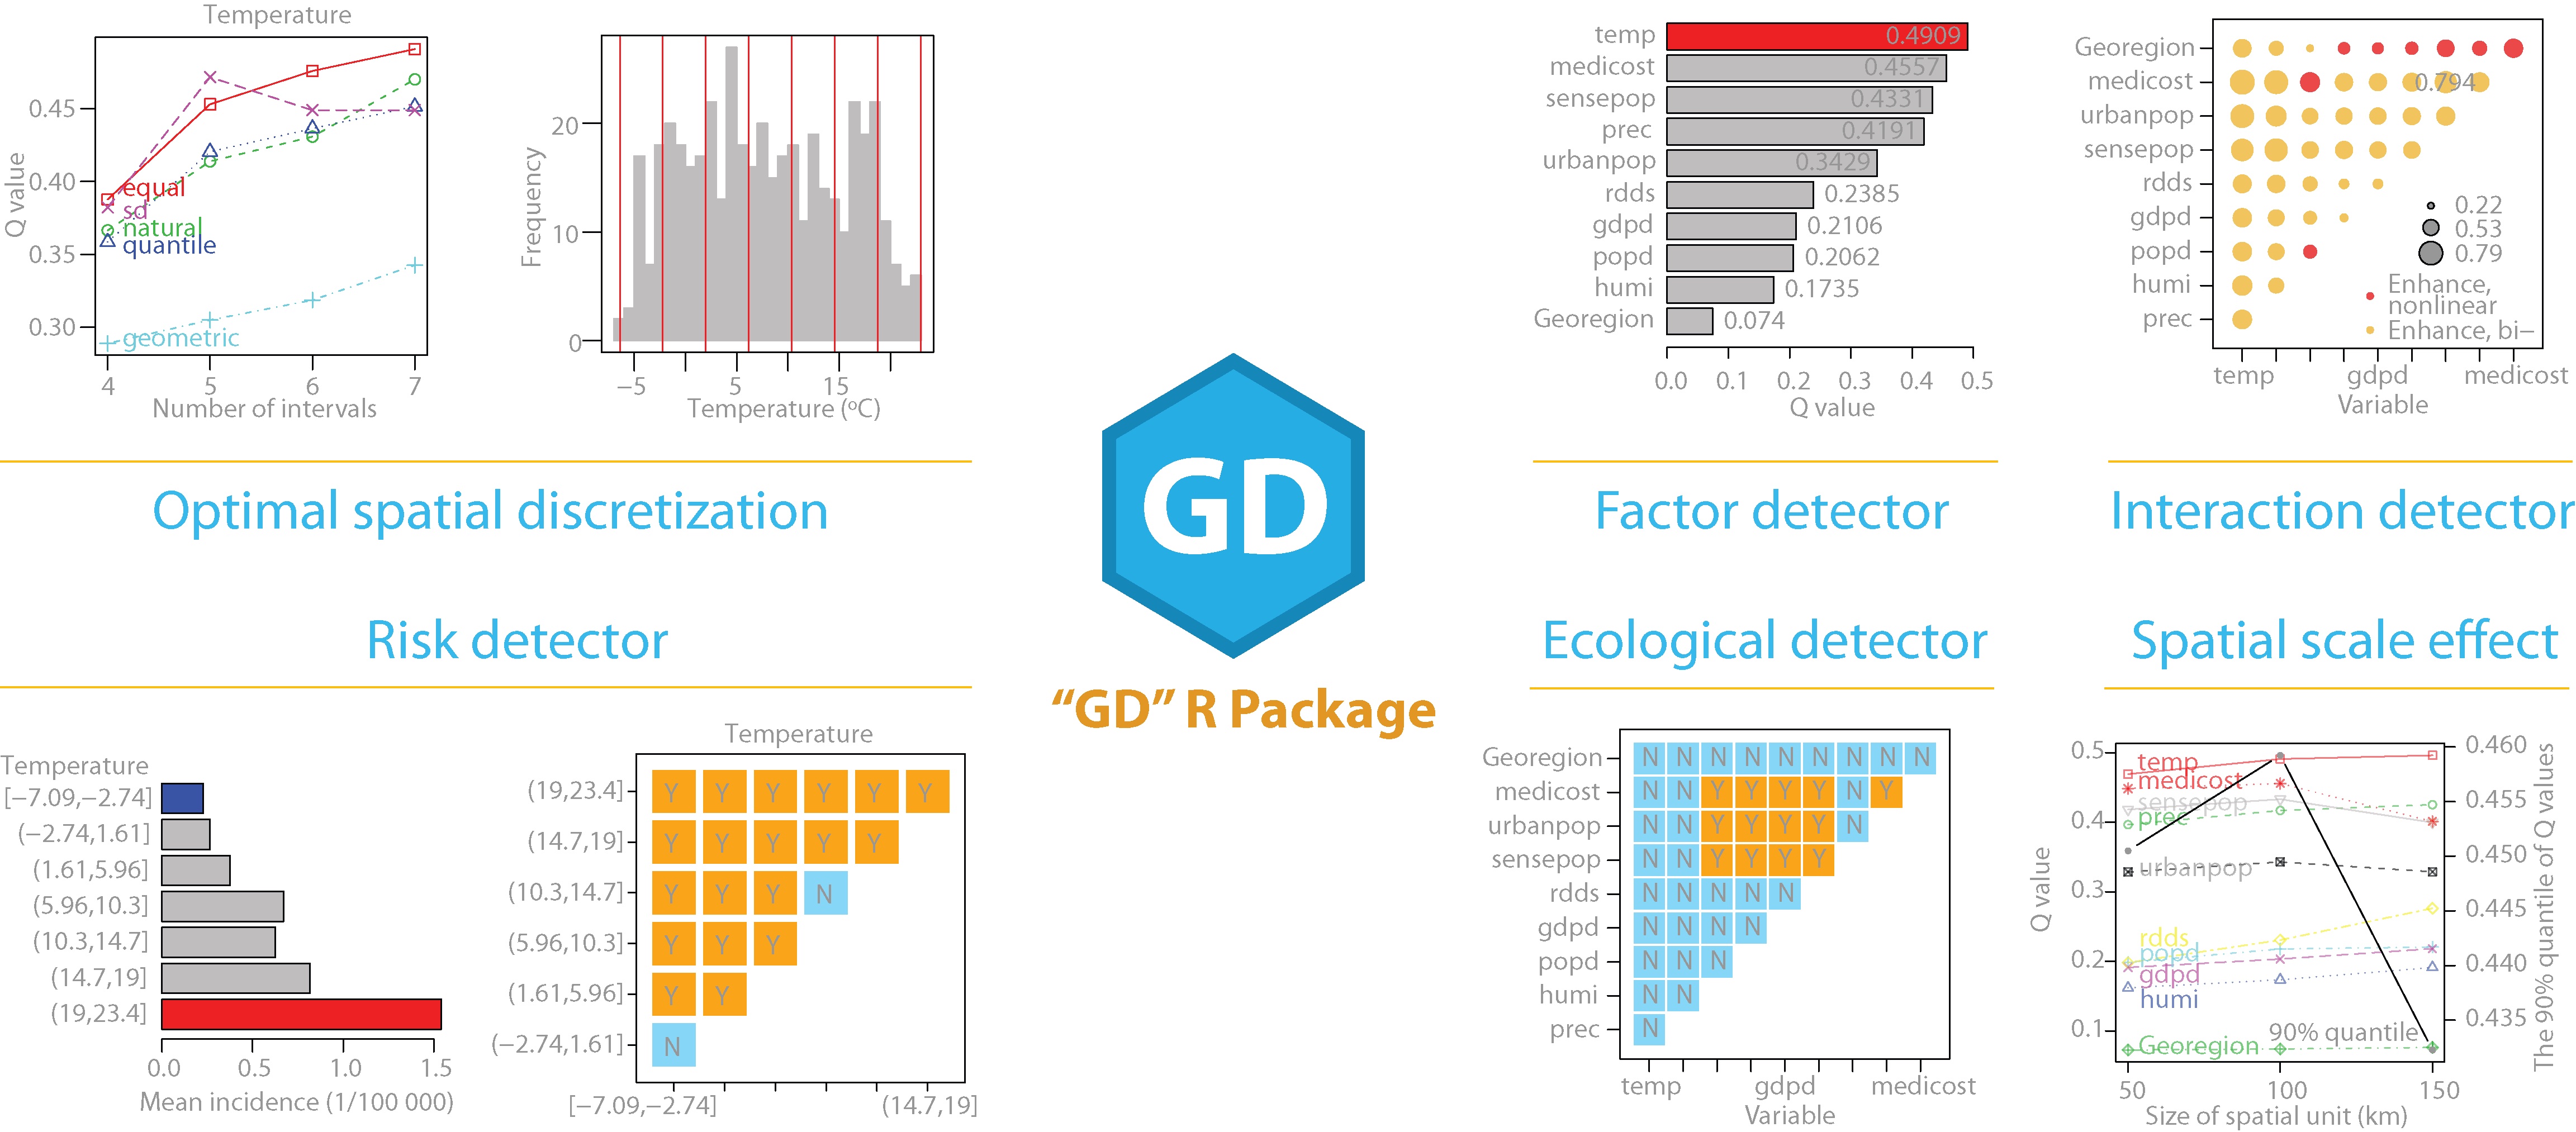 Temperature
Q value
0.45
0.40
0.35
0.30
equal
sd
natural
quantile
geometric
4 5 6 7
Number of intervals
Frequency
20
10
0
−5 5 15
Temperature (ºC)
Optimal spatial discretization
temp 0.4909
medicost 0.4557
sensepop 0.4331
prec 0.4191
urbanpop 0.3429
rdds 0.2385
gdpd 0.2106
popd 0.2062
humi 0.1735
Georegion 0.074
0.0 0.1 0.2 0.3 0.4 0.5
Q value
Factor detector
Georegion
medicost 0.794
urbanpop
sensepop
rdds
gdpd
popd
humi
prec
0.22
0.53
0.79
Enhance,
nonlinear
Enhance, bi−
temp gdpd medicost
Variable
Interaction detector
GD
“GD” R Package
Risk detector
Temperature
[−7.09,−2.74]
(−2.74,1.61]
(1.61,5.96]
(5.96,10.3]
(10.3,14.7]
(14.7,19]
(19,23.4]
0.0 0.5 1.0 1.5
Mean incidence (1/100 000)
Temperature
(19,23.4] Y Y Y Y Y Y
(14.7,19] Y Y Y Y Y
(10.3,14.7] Y Y Y N
(5.96,10.3] Y Y Y
(1.61,5.96] Y Y
(−2.74,1.61] N
[−7.09,−2.74] (14.7,19]
Ecological detector
Georegion N N N N N N N N N
medicost N N Y Y Y Y N Y
urbanpop N N Y Y Y Y N
sensepop N N Y Y Y Y
rdds N N N N N
gdpd N N N N
popd N N N
humi N N
prec N
temp gdpd medicost
Variable
Spatial scale effect
Q value
0.5
0.4
0.3
0.2
0.1
temp
medicost
sensepop
prec
urbanpop
rdds
popd
gdpd
humi
90% quantile
Georegion
0.460
0.455
0.450
0.445
0.440
0.435
The 90% quantile of Q values
50 100 150
Size of spatial unit (km)